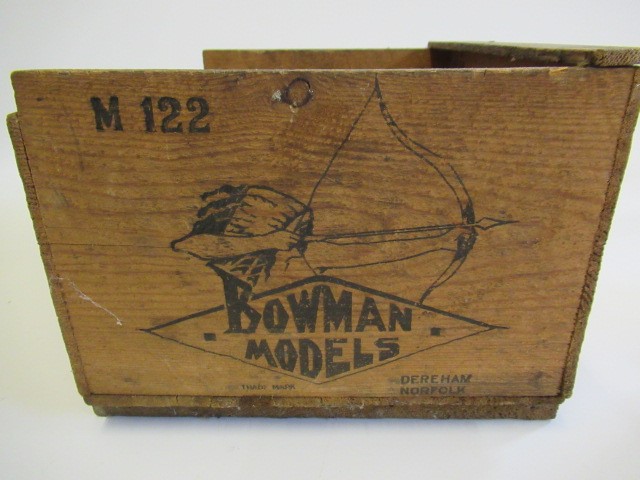 M 122
BOWMAN
MODELS
TRADE MARK
DEREHAM
NORFOLK